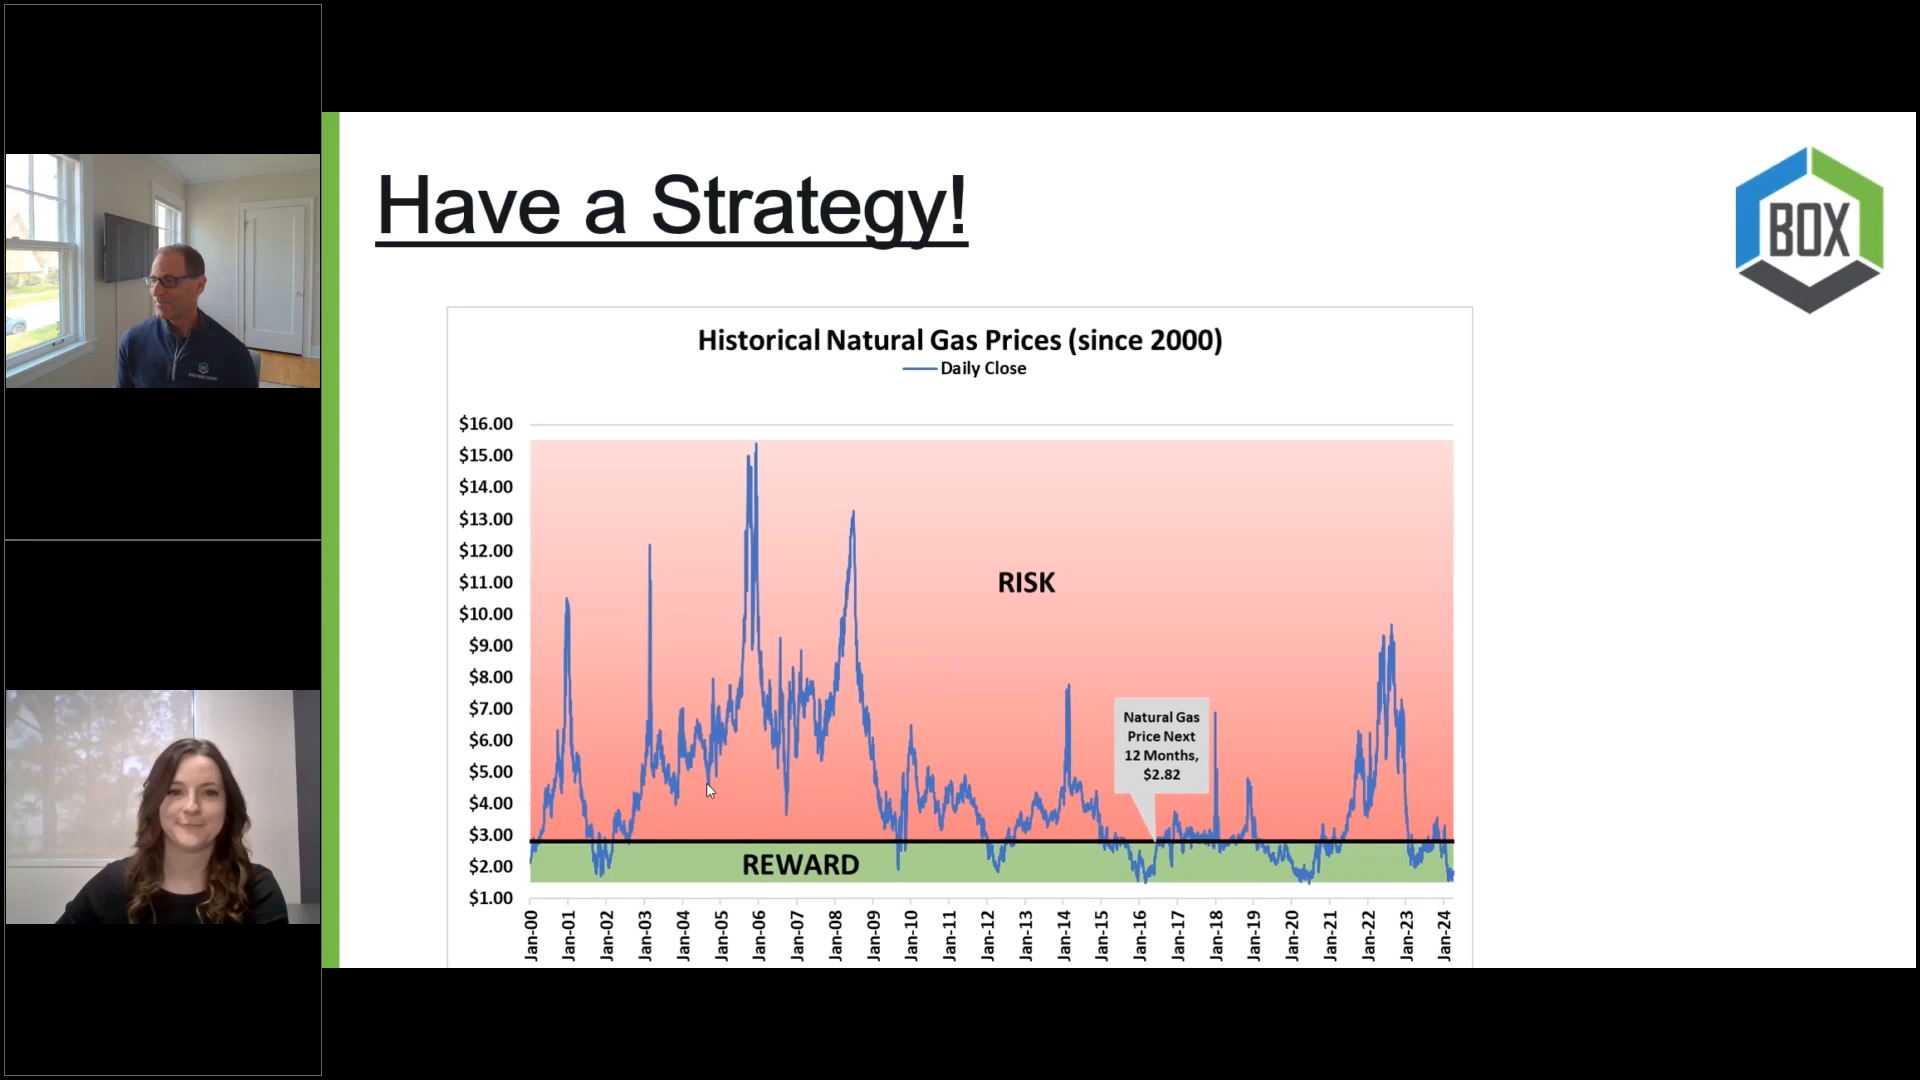 Have a Strategy!
BOX
Historical Natural Gas Prices (since 2000)
Daily Close
$16.00
$15.00
$14.00
$13.00
$12.00
$11.00
$10.00
$9.00
$8.00
$7.00
$6.00
$5.00
$4.00
$3.00
$2.00
$1.00
RISK
Natural Gas
Price Next
12 Months,
$2.82
REWARD
Jan-00
Jan-01
Jan-02
Jan-03
Jan-04
Jan-05
Jan-06
Jan-07
Jan-08
Jan-09
Jan-10
Jan-11
Jan-12
Jan-13
Jan-14
Jan-15
Jan-16
Jan-17
Jan-18
Jan-19
Jan-20
Jan-21
Jan-22
Jan-23
Jan-24